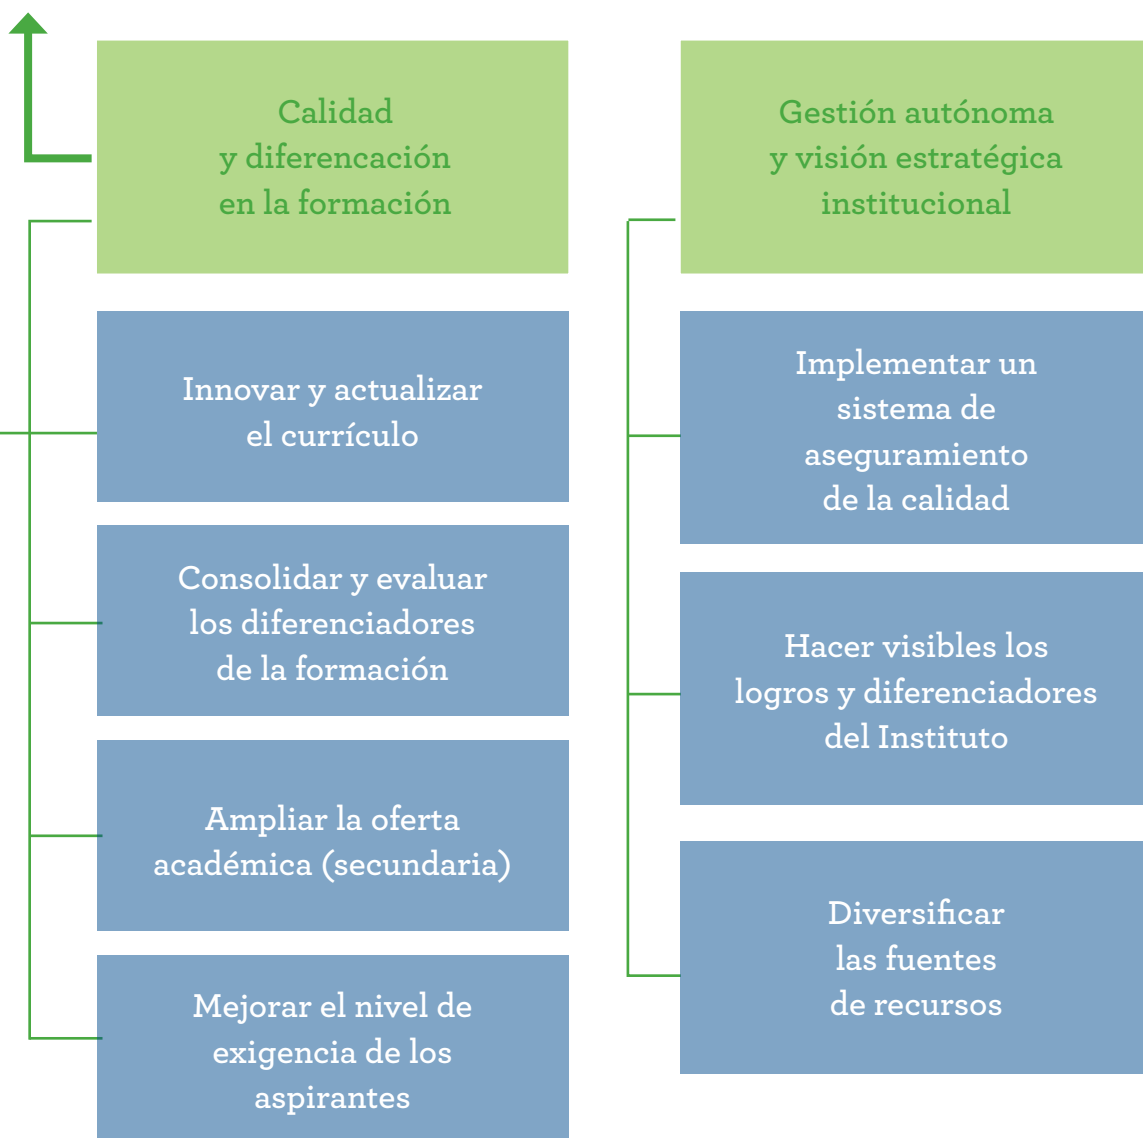 Calidad
y diferencación
en la formación
Innovar y actualizar
el currículo
Consolidar y evaluar
los diferenciadores
de la formación
Ampliar la oferta
académica (secundaria)
Mejorar el nivel de
exigencia de los
aspirantes
Gestión autónoma
y visión estratégica
institucional
Implementar un
sistema de
aseguramiento
de la calidad
Hacer visibles los
logros y diferenciadores
del Instituto
Diversificar
las fuentes
de recursos